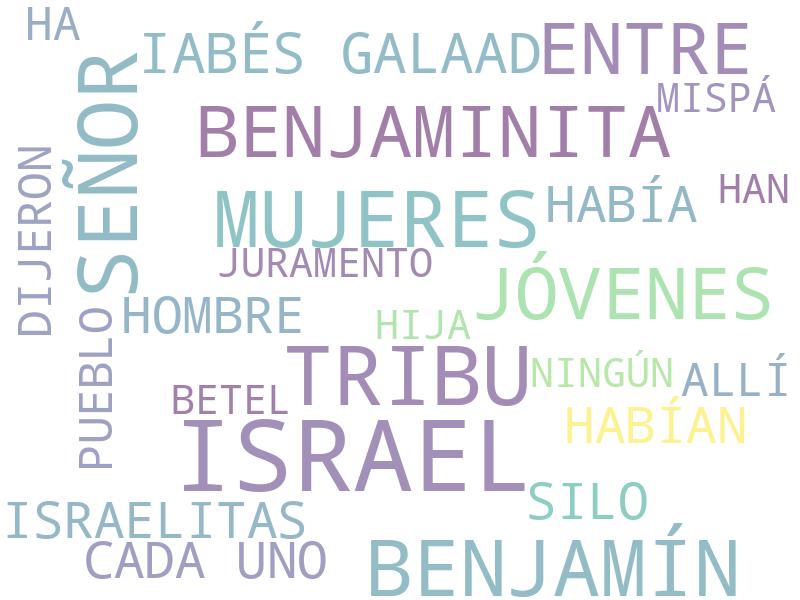 HA
IABÉS GALAAD
ENTRE
SEÑOR
MISPÁ
BENJAMINITA
DIJERON
HAN
MUJERES
HABÍA
JURAMENTO
JÓVENES
HOMBRE
HIJA
PUEBLO
TRIBU
NINGÚN
ALLÍ
BETEL
HABÍAN
ISRAEL
SILO
ISRAELITAS
CADA UNO
BENJAMÍN